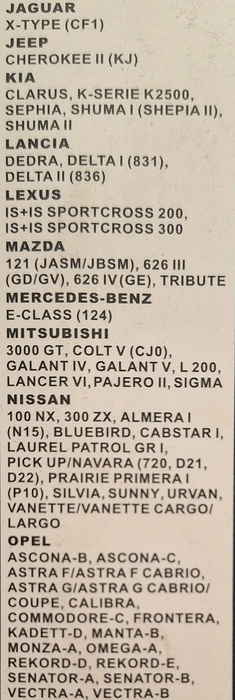 JAGUAR
X-TYPE (CF1)
JEEP
CHEROKEE II (KJ)
KIA
CLARUS, K-SERIE K2500,
SEPHIA, SHUMA I (SHEPIA II),
SHUMA II
LANCIA
DEDRA, DELTA I (831),
DELTA II (836)
LEXUS
IS+IS SPORTCROSS 200,
IS+IS SPORTCROSS 300
MAZDA
121 (JASM/JBSM), 626 III
(GD/GV), 626 IV (GE), TRIBUTE
MERCEDES-BENZ
E-CLASS (124)
MITSUBISHI
3000 GT, COLT V (CJ0),
GALANT IV, GALANT V, L 200,
LANCER VI, PAJERO II, SIGMA
NISSAN
100 NX, 300 ZX, ALMERA I
(N15), BLUEBIRD, CABSTAR I,
LAUREL PATROL GR I,
PICK UP/NAVARA (720, D21,
D22), PRAIRIE PRIMERA I
(P10), SILVIA, SUNNY, URVAN,
VANETTE/VANETTE CARGO/
LARGO
OPEL
ASCONA-B, ASCONA-C,
ASTRA F/ASTRA F CABRIO,
ASTRA G/ASTRA G CABRIO/
COUPE, CALIBRA,
COMMODORE-C, FRONTERA,
KADETT-D, MANTA-B,
MONZA-A, OMEGA-A,
REKORD-D, REKORD-E,
SENATOR-A, SENATOR-B,
VECTRA-A, VECTRA-B